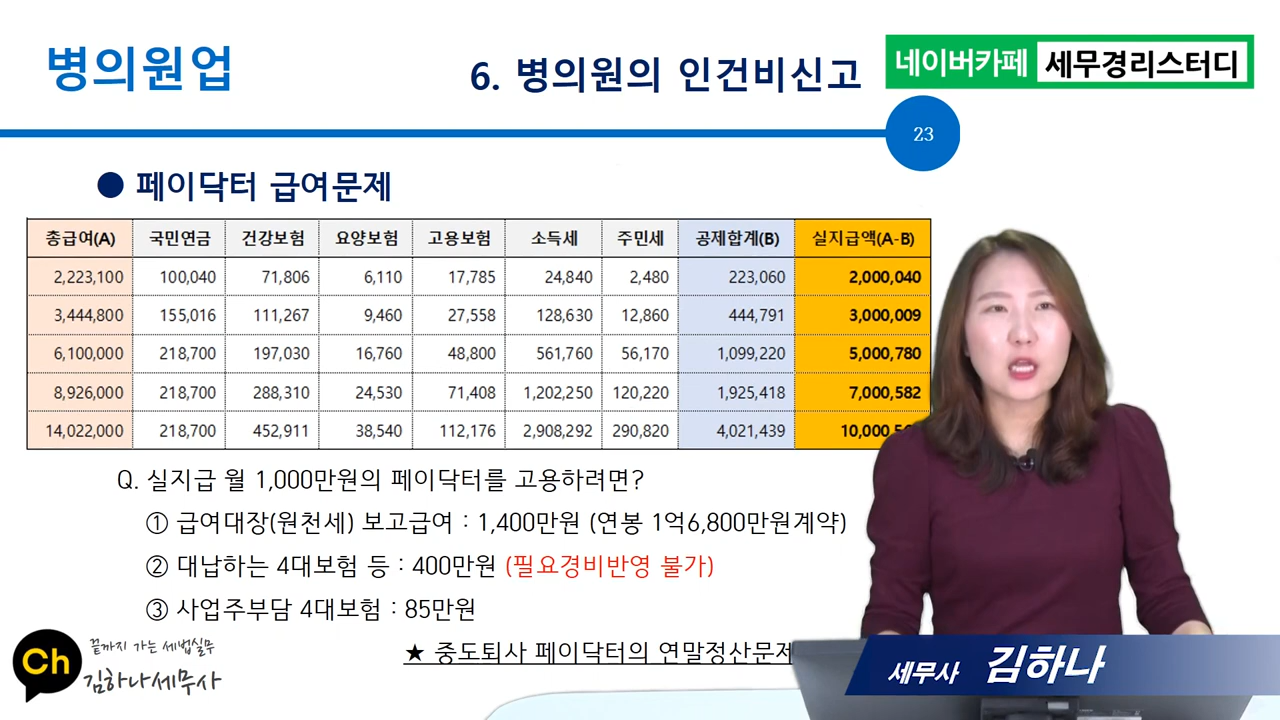 병의원업
6. 병의원의 인건비신고
네이버카페 세무경리스터디
23
● 페이닥터 급여문제
총급여(A) 국민연금 건강보험 요양보험 고용보험 소득세 주민세 공제합계(B) 실지급액(A-B)
2,223,100 100,040 71,806 6,110 17,785 24,840 2,480 223,060 2,000,040
3,444,800 155,016 111,267 9,460 27,558 128,630 12,860 444,791 3,000,009
6,100,000 218,700 197,030 16,760 48,800 561,760 56,170 1,099,220 5,000,780
8,926,000 218,700 288,310 24,530 71,408 1,202,250 120,220 1,925,418 7,000,582
14,022,000 218,700 452,911 38,540 112,176 2,908,292 290,820 4,021,439
Q. 실지급 월 1,000만원의 페이닥터를 고용하려면?
① 급여대장(원천세) 보고급여 : 1,400만원 (연봉 1억6,800만원계약)
② 대납하는 4대보험 등 : 400만원 (필요경비반영 불가)
③ 사업주부담 4대보험 : 85만원
★ 중도퇴사 페이닥터의 연말정산문제
Ch
끝까지 가는 세법실무
김하나세무사
세무사 김하나